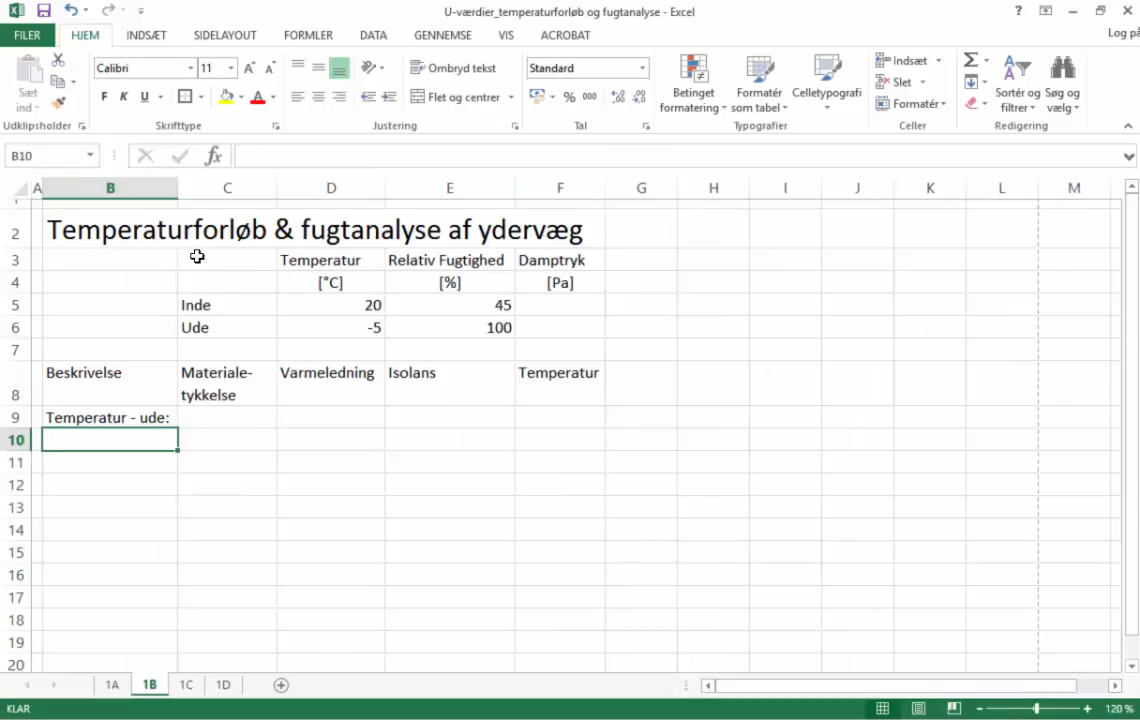 U-værdier_temperaturforløb og fugtanalyse - Excel
FILER HJEM INDSÆT SIDELAYOUT FORMLER DATA GENNEMSE VIS ACROBAT Log på
Sæt ind
Calibri 11
F K U
Ombryd tekst
Flet og centrer
Standard
% 000
Betinget formatering
Formatér som tabel
Celletypografi
Indsæt
Slet
Formatér
Sortér og filtrer
Søg og vælg
Udklipsholder Skrifttype Justering Tal Typografier Celler Redigering
B10 fx
A B C D E F G H I J K L M
1
2 Temperaturforløb & fugtanalyse af ydervæg
3 Temperatur Relativ Fugtighed Damptryk
4 [°C] [%] [Pa]
5 Inde 20 45
6 Ude -5 100
7
8 Beskrivelse Materiale-tykkelse Varmeledning Isolans Temperatur
9 Temperatur - ude:
10
11
12
13
14
15
16
17
18
19
20
1A 1B 1C 1D
KLAR 120 %